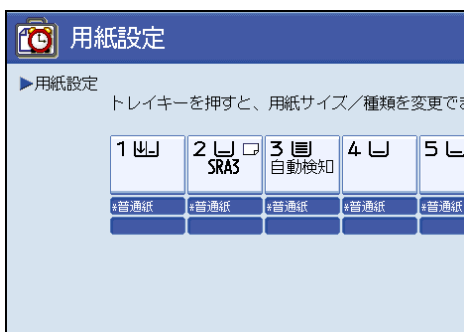 用紙設定
▶用紙設定
トレイキーを押すと、用紙サイズ／種類を変更でき
1 2 3 4 5
SRA3 自動検知
*普通紙 *普通紙 *普通紙 *普通紙 *普通紙